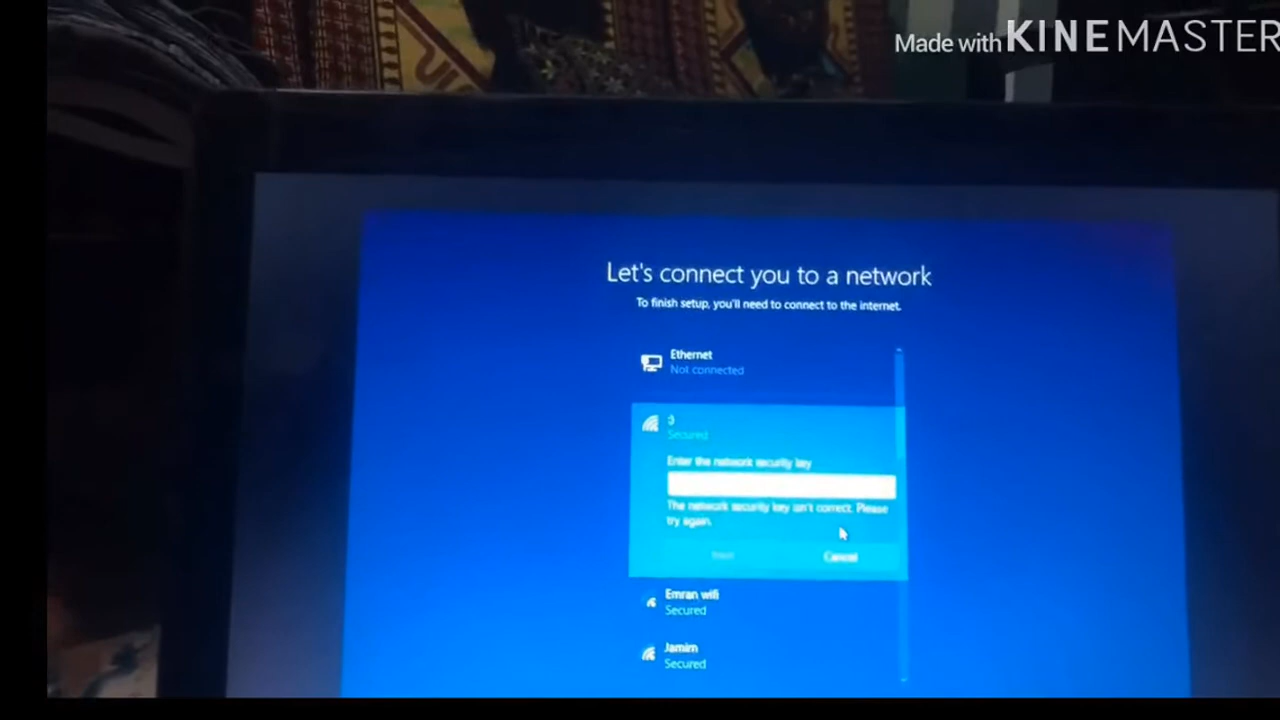 Made with KINEMASTER
Let's connect you to a network
To finish setup, you'll need to connect to the internet.
Ethernet
Not connected
:)
Secured
Enter the network security key
The network security key isn't correct. Please
try again.
Next Cancel
Emran wifi
Secured
Jamim
Secured